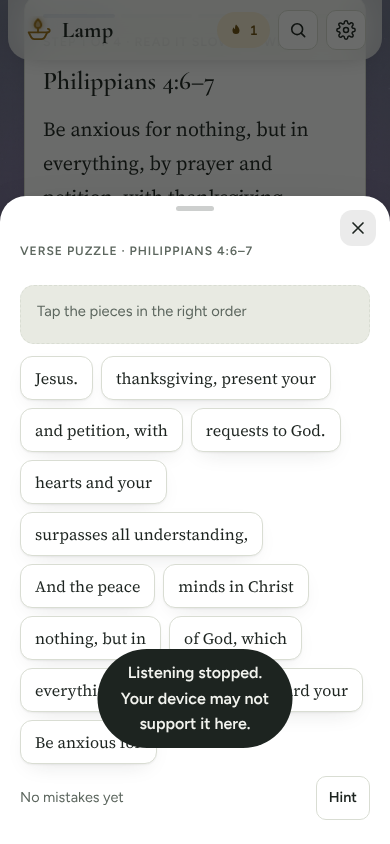 Lamp
1
Philippians 4:6–7
Be anxious for nothing, but in
everything, by prayer and
VERSE PUZZLE · PHILIPPIANS 4:6–7
Tap the pieces in the right order
Jesus.
thanksgiving, present your
and petition, with
requests to God.
hearts and your
surpasses all understanding,
And the peace
minds in Christ
nothing, but in
of God, which
your
Be anxious
Listening stopped.
Your device may not
support it here.
No mistakes yet
Hint